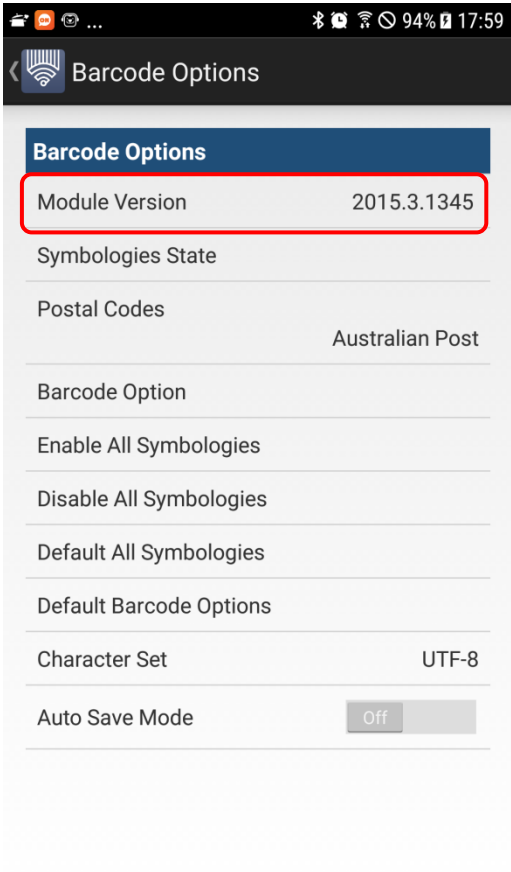 ... 94% 17:59
Barcode Options
Barcode Options
Module Version 2015.3.1345
Symbologies State
Postal Codes
Australian Post
Barcode Option
Enable All Symbologies
Disable All Symbologies
Default All Symbologies
Default Barcode Options
Character Set UTF-8
Auto Save Mode Off